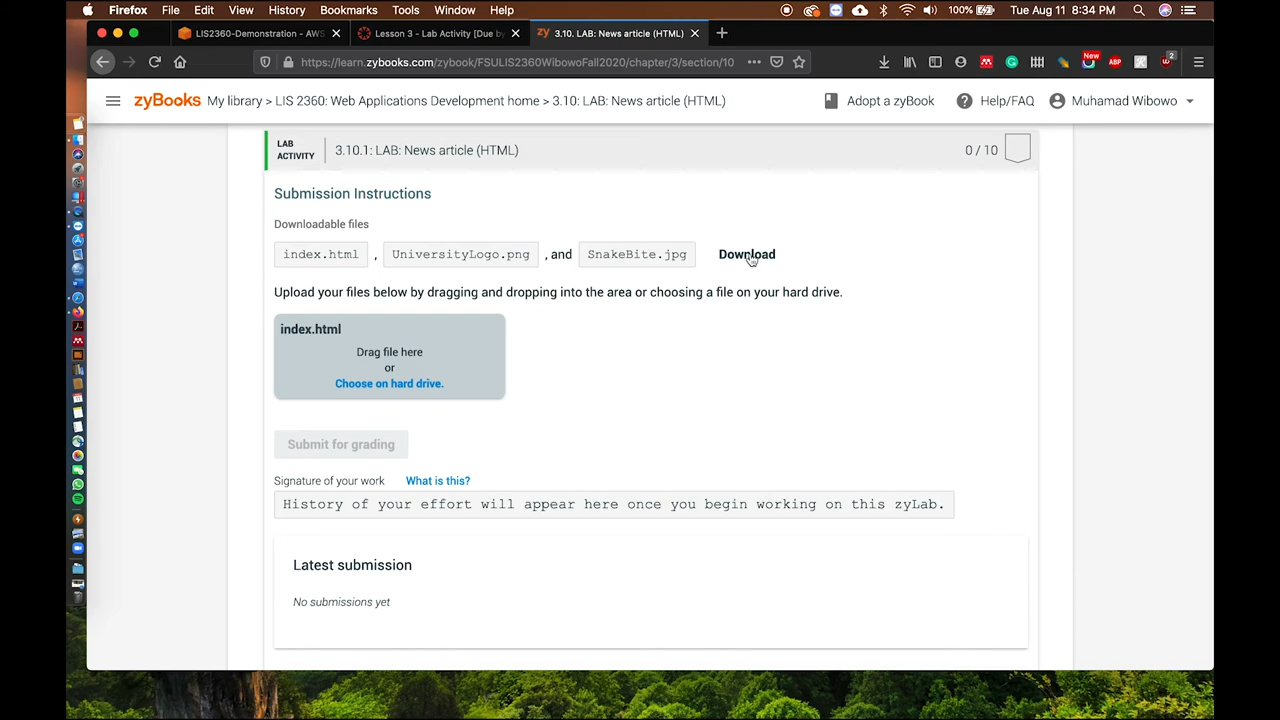 Firefox File Edit View History Bookmarks Tools Window Help 100% Tue Aug 11 8:34 PM
LIS2360-Demonstration - AWS Lesson 3 - Lab Activity [Due by zy 3.10. LAB: News article (HTML)
https://learn.zybooks.com/zybook/FSULIS2360WibowoFall2020/chapter/3/section/10 New ABP 2
zyBooks My library > LIS 2360: Web Applications Development home > 3.10: LAB: News article (HTML) Adopt a zyBook Help/FAQ Muhamad Wibowo
LAB
ACTIVITY 3.10.1: LAB: News article (HTML) 0 / 10
Submission Instructions
Downloadable files
index.html , UniversityLogo.png , and SnakeBite.jpg Download
Upload your files below by dragging and dropping into the area or choosing a file on your hard drive.
index.html
Drag file here
or
Choose on hard drive.
Submit for grading
Signature of your work What is this?
History of your effort will appear here once you begin working on this zyLab.
Latest submission
No submissions yet